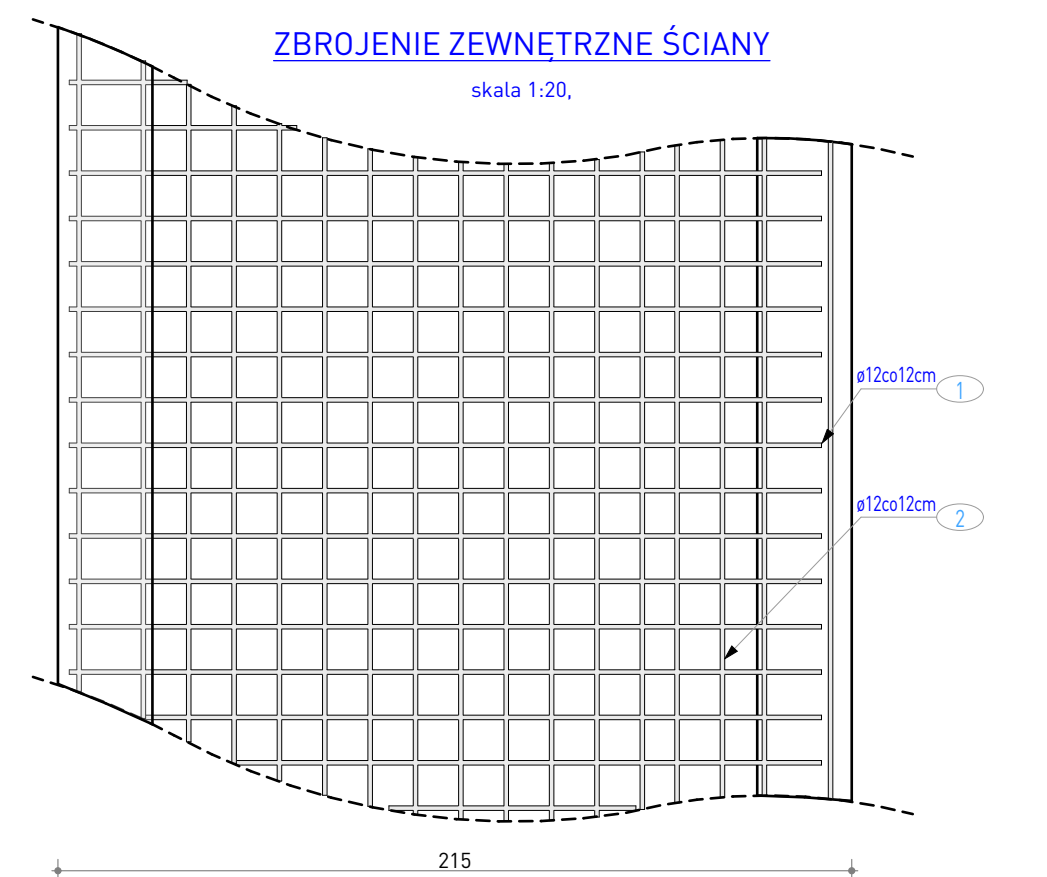 ZBROJENIE ZEWNĘTRZNE ŚCIANY
skala 1:20,
ø12co12cm 1
ø12co12cm 2
215